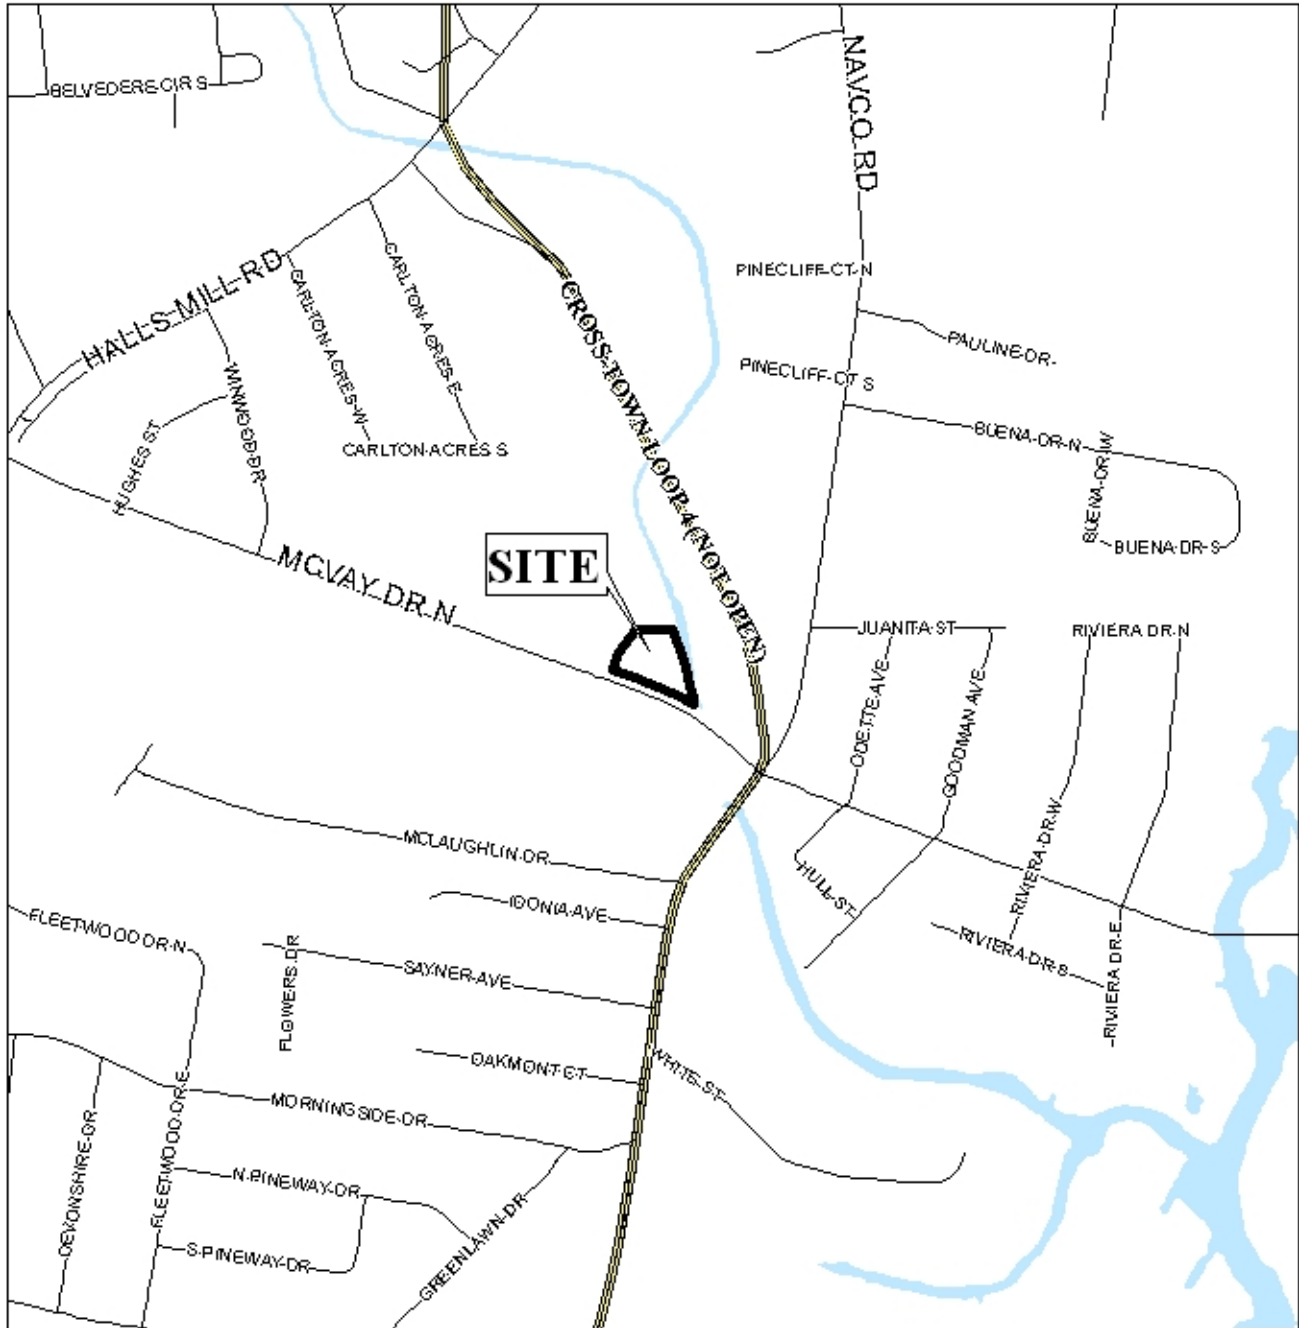 BELVEDERE CIR S
NAVCO RD
HALLS MILL RD
CARLTON ACRES E
CARLTON ACRES W
CROSS TOWN LOOP 4 (NOT OPEN)
PINECLIFF CT N
PAULINE DR
PINECLIFF CT S
WINWOOD DR
HUGHES ST
CARLTON ACRES S
BUENA DR N
BUENA DR W
BUENA DR S
MCVAY DR N
SITE
JUANITA ST
RIVIERA DR N
ODETTE AVE
GOODMAN AVE
MCLAUGHLIN DR
RIVIERA DR W
HULL ST
IDONIA AVE
FLEETWOOD DR N
FLOWERS DR
SAYNER AVE
RIVIERA DR S
RIVIERA DR E
OAKMONT CT
WHITE ST
MORNINGSIDE DR
DEVONSHIRE DR
FLEETWOOD DR E
N PINEWAY DR
S PINEWAY DR
GREENLAWN DR